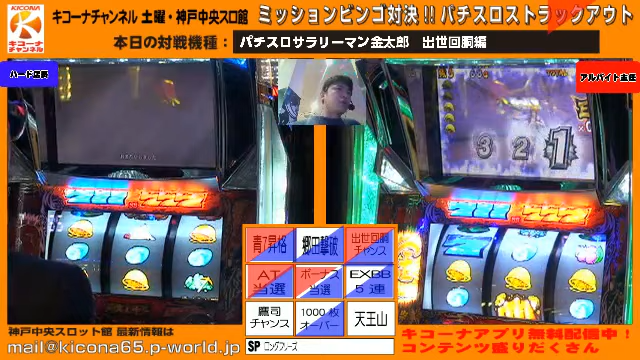 KICONA
キコーナ
チャンネル
キコーナチャンネル 土曜・神戸中央スロ館
ミッションビンゴ対決!!パチスロストラックアウト
本日の対戦機種：パチスロサラリーマン金太郎 出世回胴編
アルバイト主任
3 2 1
青7昇格
郷田撃破
出世回胴チャンス
AT当選
ボーナス当選
EXBB5連
鷹司チャンス
1000枚オーバー
天王山
SP ロングフリーズ
神戸中央スロット館 最新情報は
mail@kicona65.p-world.jp
キコーナアプリ無料配信中！
コンテンツ盛りだくさん